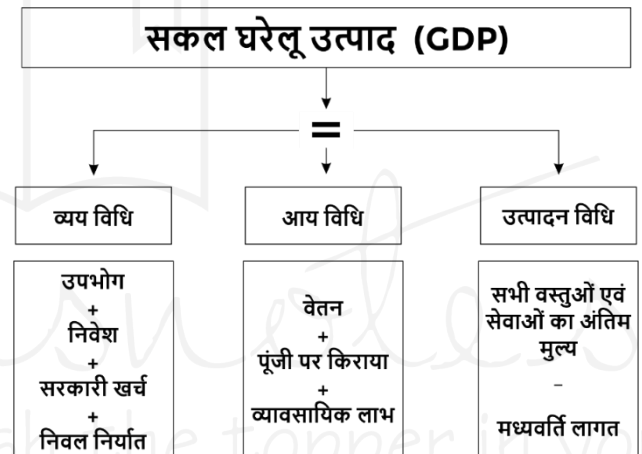 सकल घरेलू उत्पाद (GDP)
=
व्यय विधि
उपभोग
+
निवेश
+
सरकारी खर्च
+
निवल निर्यात
आय विधि
वेतन
+
पूंजी पर किराया
+
व्यावसायिक लाभ
उत्पादन विधि
सभी वस्तुओं एवं
सेवाओं का अंतिम
मुल्य
–
मध्यवर्ति लागत